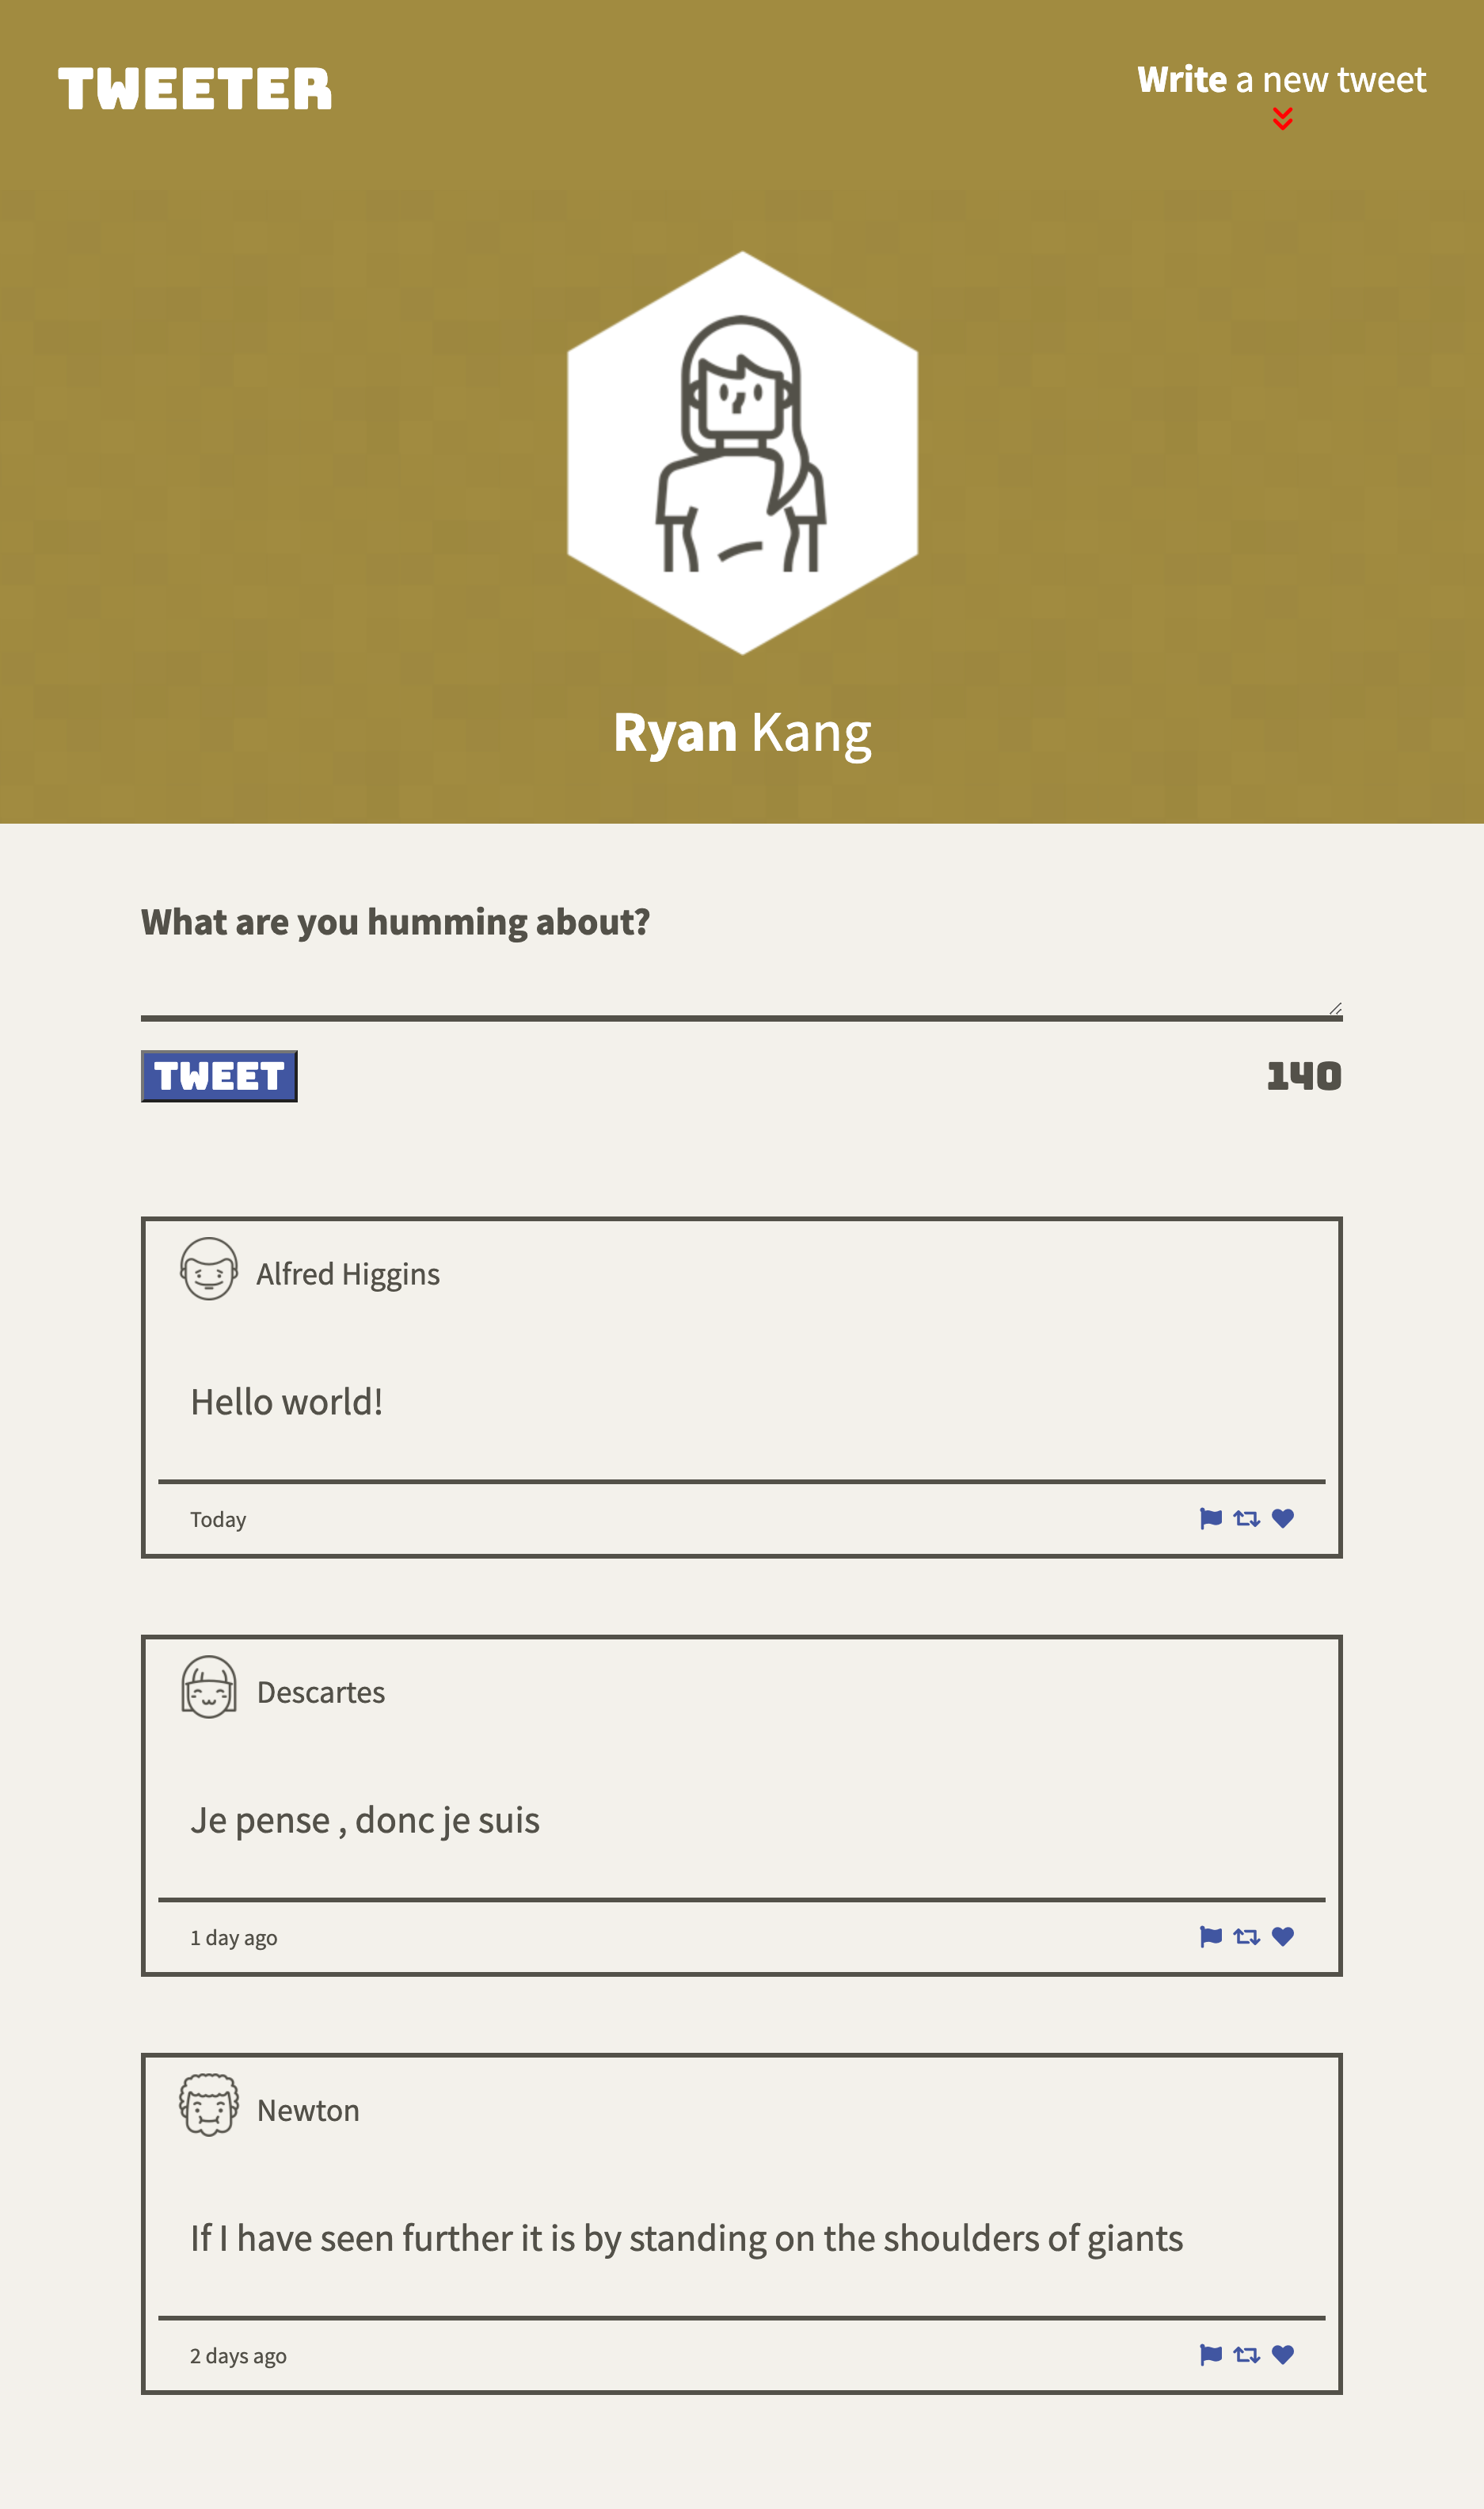 TWEETER
Write a new tweet
Ryan Kang
What are you humming about?
TWEET
140
Alfred Higgins
Hello world!
Today
Descartes
Je pense , donc je suis
1 day ago
Newton
If I have seen further it is by standing on the shoulders of giants
2 days ago